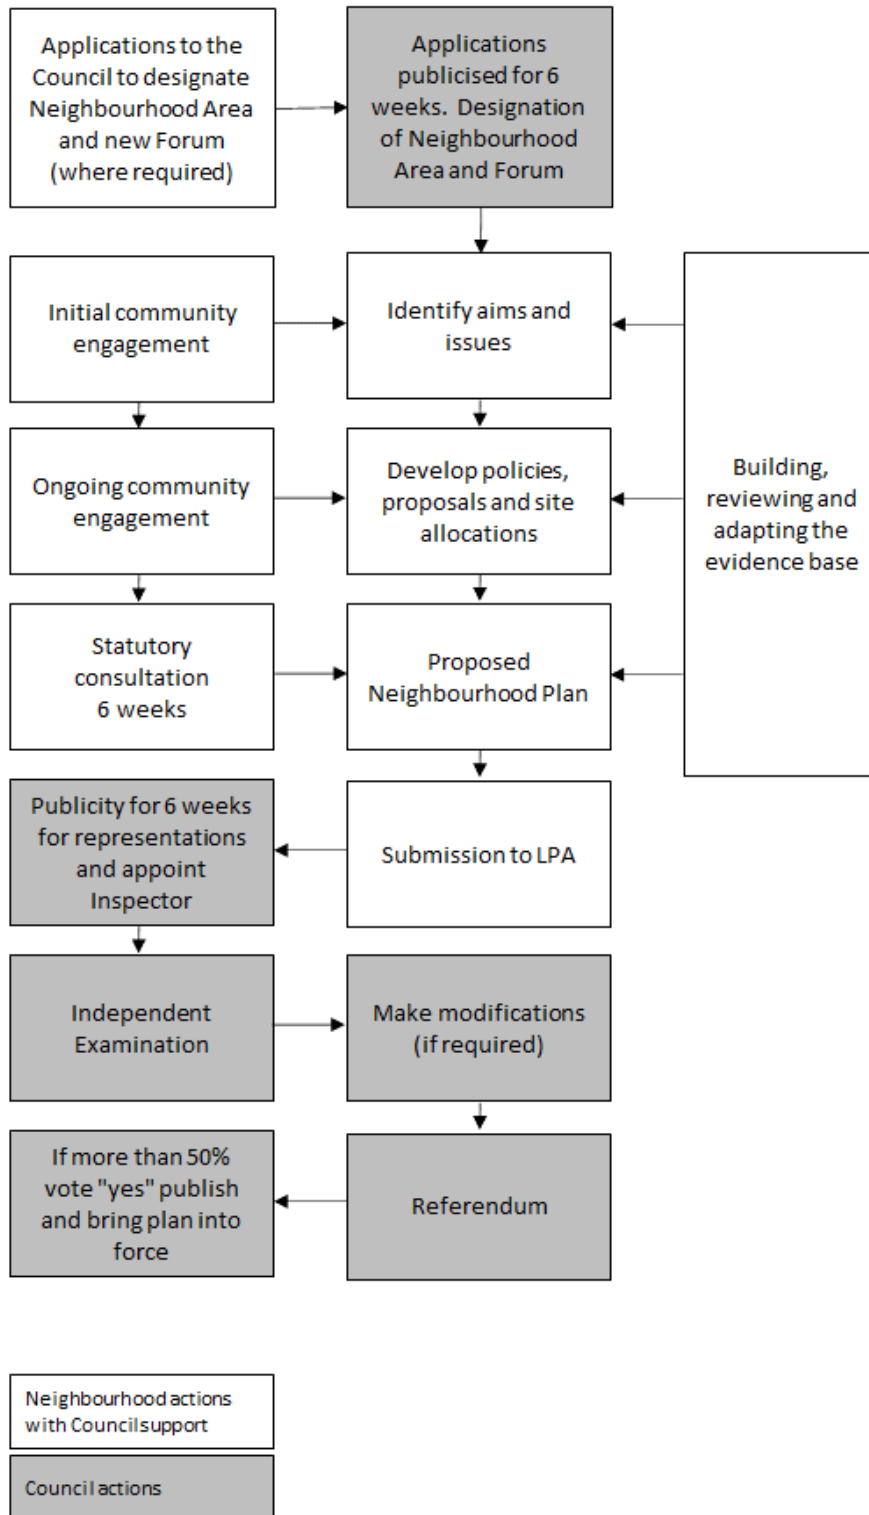 Applications to the
Council to designate
Neighbourhood Area
and new Forum
(where required)
Applications
publicised for 6
weeks. Designation
of Neighbourhood
Area and Forum
Initial community
engagement
Identify aims and
issues
Building,
reviewing and
adapting the
evidence base
Ongoing community
engagement
Develop policies,
proposals and site
allocations
Statutory
consultation
6 weeks
Proposed
Neighbourhood Plan
Publicity for 6 weeks
for representations
and appoint
Inspector
Submission to LPA
Independent
Examination
Make modifications
(if required)
If more than 50%
vote "yes" publish
and bring plan into
force
Referendum
Neighbourhood actions
with Council support
Council actions